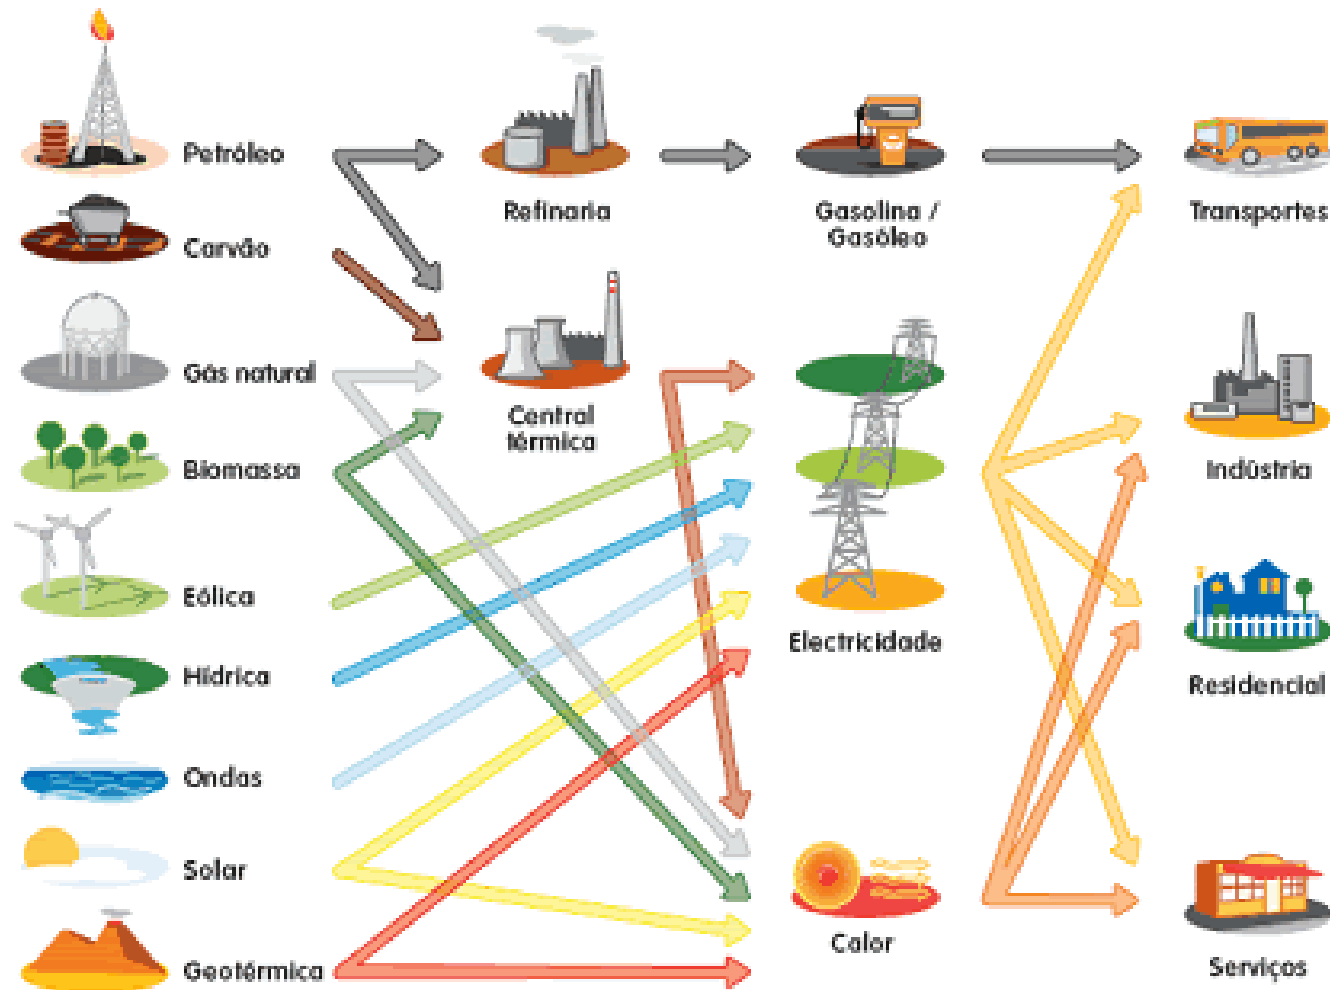 Petróleo
Refinaria
Gasolina /
Gasóleo
Transportes
Carvão
Gás natural
Central
térmica
Indústria
Biomassa
Eólica
Electricidade
Hídrica
Residencial
Ondas
Solar
Calor
Geotérmica
Serviços